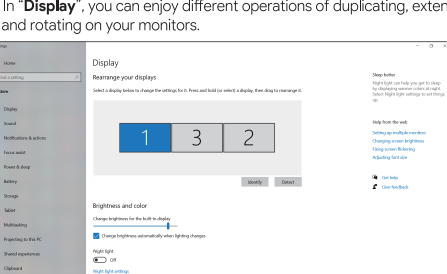 In "Display", you can enjoy different operations of duplicating, exten
and rotating on your monitors.
Home
Display
Rearrange your displays
Select a display below to change the settings for it. Press and hold (or select) a display, then drag to rearrange it.
1 3 2
Identify Detect
Brightness and color
Change brightness for the built-in display
Change brightness automatically when lighting changes
Night light
Off
Night light settings
Display
Sound
Notifications & actions
Focus assist
Power & sleep
Battery
Storage
Tablet
Multitasking
Projecting to this PC
Shared experiences
Clipboard
Sleep better
Night light can help you get to sleep
by displaying warmer colors at night.
Select Night light settings to set things
up.
Help from the web
Setting up multiple monitors
Changing screen brightness
Fixing screen flickering
Adjusting font size
Get help
Give feedback